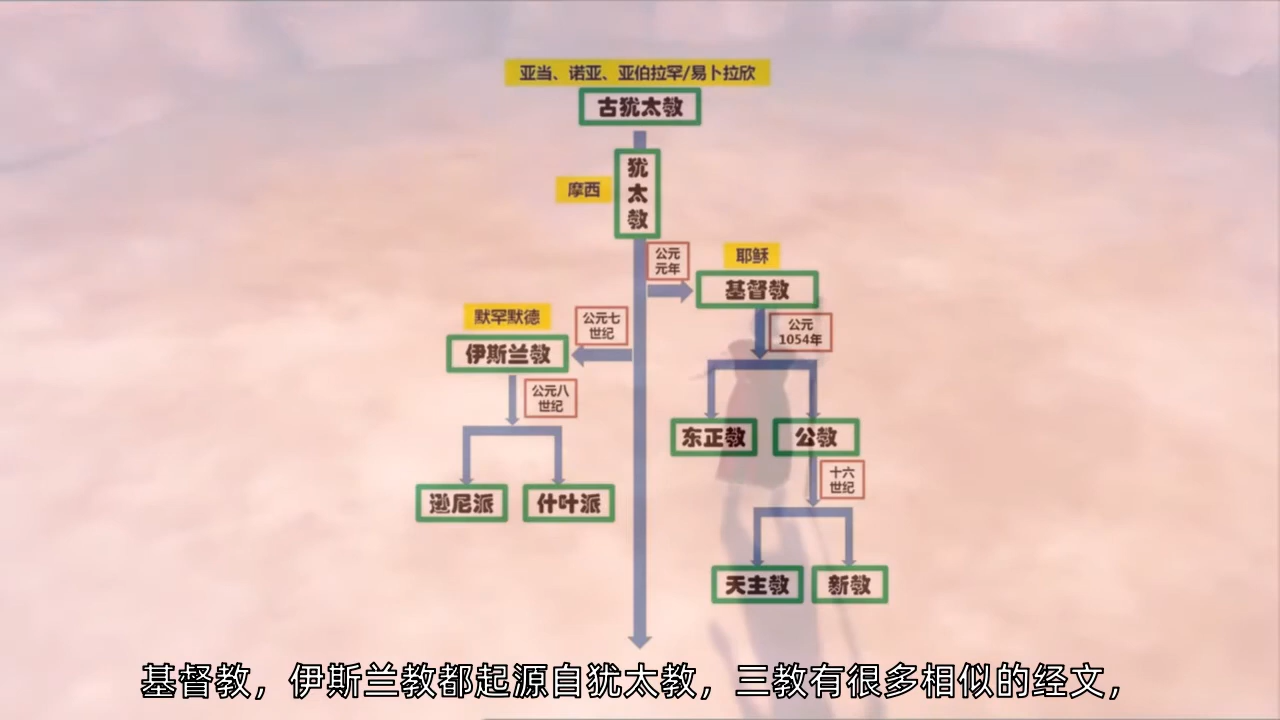 亚当、诺亚、亚伯拉罕/易卜拉欣
古犹太教
摩西
犹
太
教
公元
元年
耶稣
基督教
默罕默德
公元七
世纪
伊斯兰教
公元
1054年
公元八
世纪
东正教
公教
十六
世纪
逊尼派
什叶派
天主教
新教
基督教，伊斯兰教都起源自犹太教，三教有很多相似的经文，